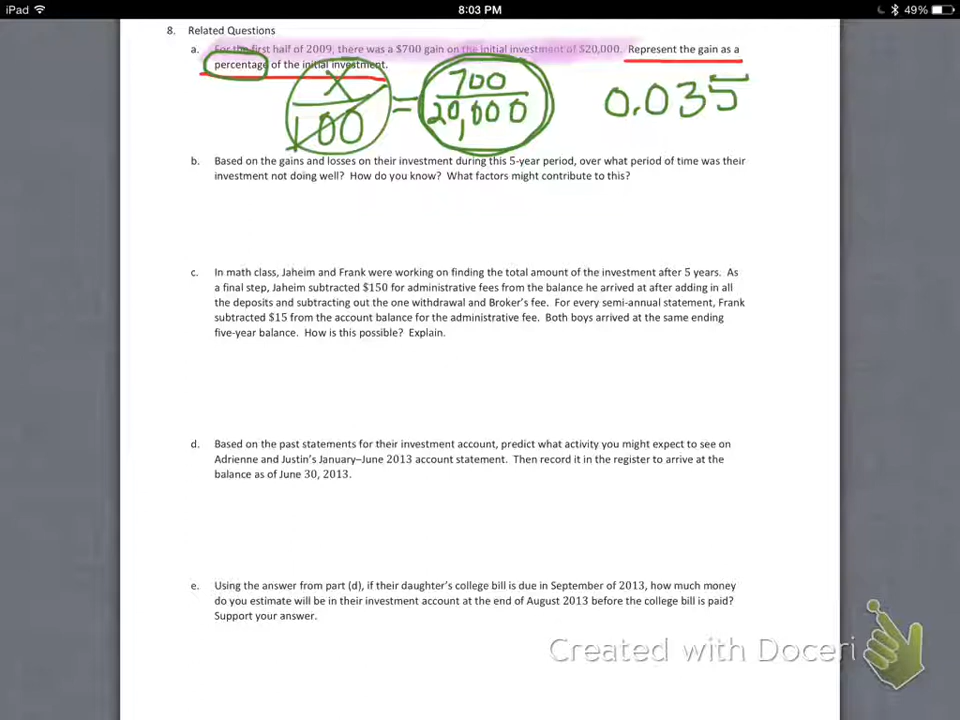 iPad 8:03 PM 49%
8. Related Questions
a. For the first half of 2009, there was a $700 gain on the initial investment of $20,000. Represent the gain as a
percentage of the initial investment.
x/100 = 700/20,000 0.035
b. Based on the gains and losses on their investment during this 5-year period, over what period of time was their
investment not doing well? How do you know? What factors might contribute to this?
c. In math class, Jaheim and Frank were working on finding the total amount of the investment after 5 years. As
a final step, Jaheim subtracted $150 for administrative fees from the balance he arrived at after adding in all
the deposits and subtracting out the one withdrawal and Broker's fee. For every semi-annual statement, Frank
subtracted $15 from the account balance for the administrative fee. Both boys arrived at the same ending
five-year balance. How is this possible? Explain.
d. Based on the past statements for their investment account, predict what activity you might expect to see on
Adrienne and Justin's January–June 2013 account statement. Then record it in the register to arrive at the
balance as of June 30, 2013.
e. Using the answer from part (d), if their daughter's college bill is due in September of 2013, how much money
do you estimate will be in their investment account at the end of August 2013 before the college bill is paid?
Support your answer.
Created with Doceri